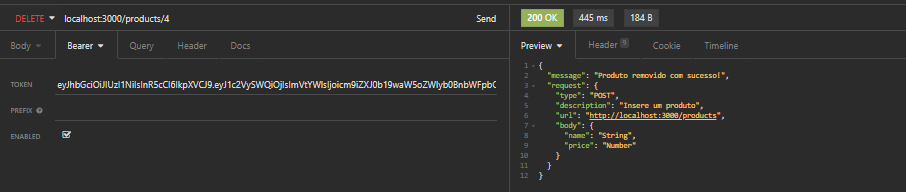 DELETE localhost:3000/products/4 Send
Body Bearer Query Header Docs
TOKEN
PREFIX
ENABLED
200 OK 445 ms 184 B
Preview Header 9 Cookie Timeline
1 {
2 "message": "Produto removido com sucesso!",
3 "request": {
4 "type": "POST",
5 "description": "Insere um produto",
6 "url": "http://localhost:3000/products",
7 "body": {
8 "name": "String",
9 "price": "Number"
10 }
11 }
12 }